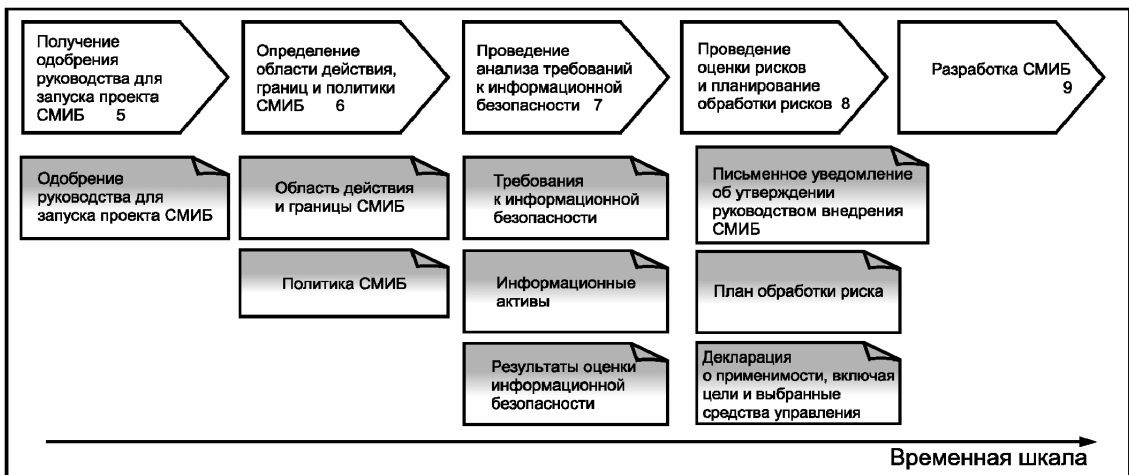 Получение
одобрения
руководства для
запуска проекта
СМИБ 5
Определение
области действия,
границ и политики
СМИБ 6
Проведение
анализа требований
к информационной
безопасности 7
Проведение
оценки рисков
и планирование
обработки рисков 8
Разработка СМИБ
9
Одобрение
руководства для
запуска проекта СМИБ
Область действия
и границы СМИБ
Политика СМИБ
Требования
к информационной
безопасности
Информационные
активы
Результаты оценки
информационной
безопасности
Письменное уведомление
об утверждении
руководством внедрения
СМИБ
План обработки риска
Декларация
о применимости, включая
цели и выбранные
средства управления
Временная шкала